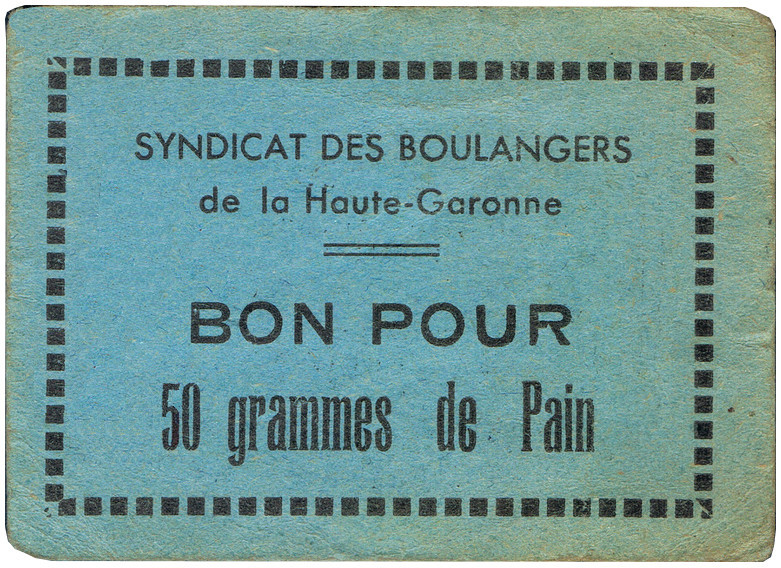 SYNDICAT DES BOULANGERS
de la Haute-Garonne
BON POUR
50 grammes de Pain